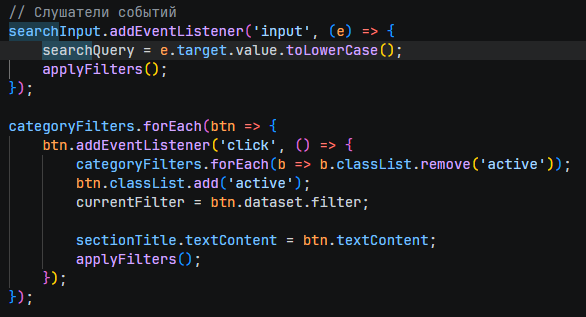 // Слушатели событий
searchInput.addEventListener('input', (e) => {
    searchQuery = e.target.value.toLowerCase();
    applyFilters();
});

categoryFilters.forEach(btn => {
    btn.addEventListener('click', () => {
        categoryFilters.forEach(b => b.classList.remove('active'));
        btn.classList.add('active');
        currentFilter = btn.dataset.filter;

        sectionTitle.textContent = btn.textContent;
        applyFilters();
    });
});